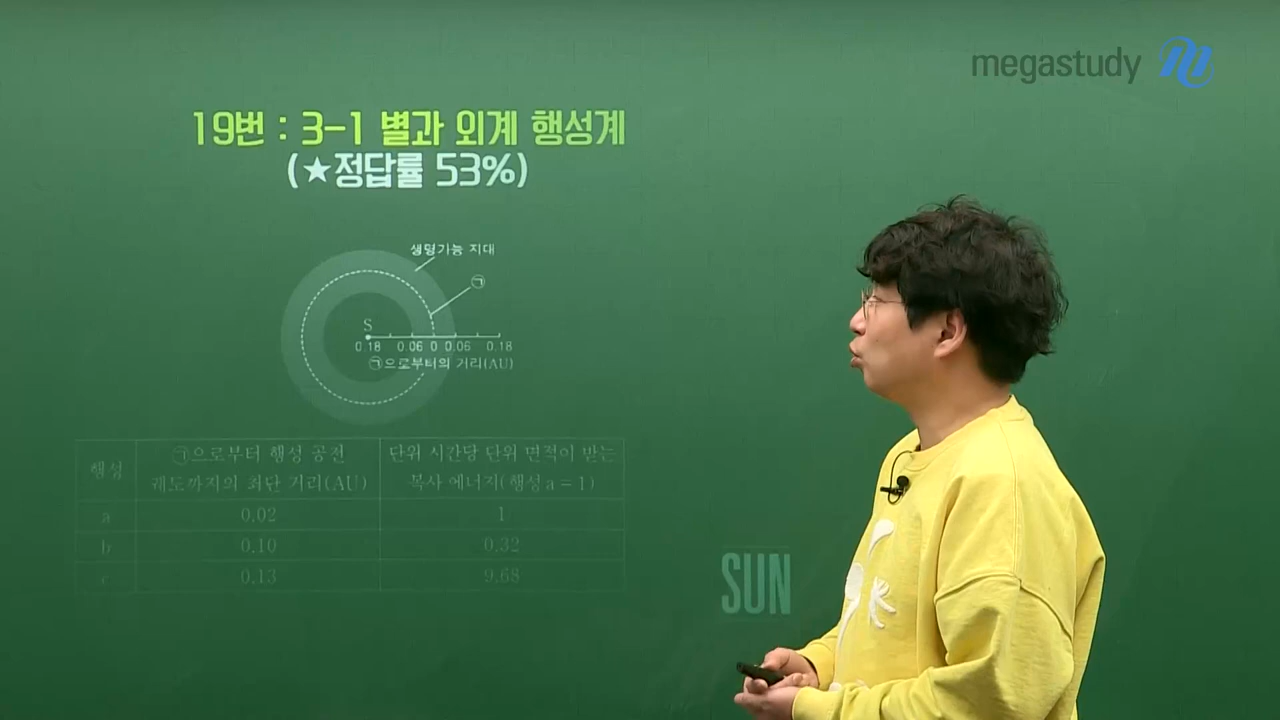 megastudy
19번 : 3-1 별과 외계 행성계
(★정답률 53%)
생명가능 지대
㉠
S
0.18 0.06 0 0.06 0.18
㉠으로부터의 거리(AU)
행성
㉠으로부터 행성 공전
궤도까지의 최단 거리(AU)
단위 시간당 단위 면적이 받는
복사 에너지(행성 a = 1)
a 0.02 1
b 0.10 0.32
c 0.13 9.68
SUN